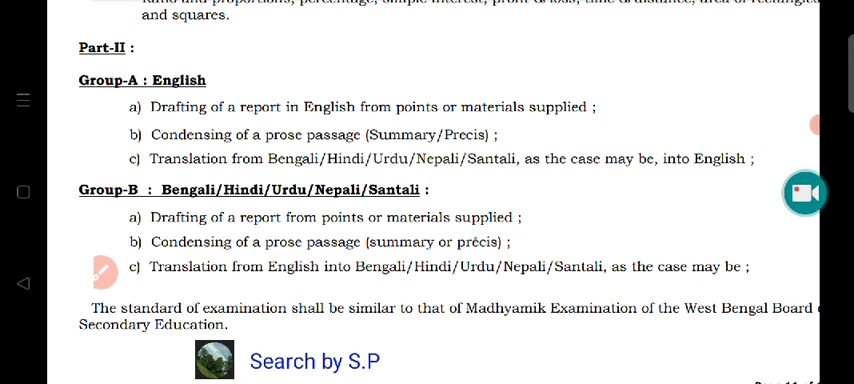 and squares.
Part-II :
Group-A : English
a) Drafting of a report in English from points or materials supplied ;
b) Condensing of a prose passage (Summary/Precis) ;
c) Translation from Bengali/Hindi/Urdu/Nepali/Santali, as the case may be, into English ;
Group-B : Bengali/Hindi/Urdu/Nepali/Santali :
a) Drafting of a report from points or materials supplied ;
b) Condensing of a prose passage (summary or précis) ;
c) Translation from English into Bengali/Hindi/Urdu/Nepali/Santali, as the case may be ;
The standard of examination shall be similar to that of Madhyamik Examination of the West Bengal Board
Secondary Education.
Search by S.P